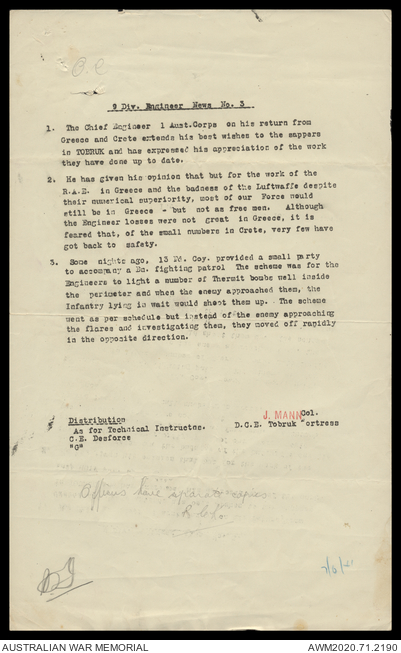 O.C.
9 Div. Engineer News No. 3
1. The Chief Engineer 1 Aust.Corps on his return from
Greece and Crete extends his best wishes to the sappers
in TOBRUK and has expressed his appreciation of the work
they have done up to date.
2. He has given his opinion that but for the work of the
R.A.E. in Greece and the badness of the Luftwaffe despite
their numerical superiority, most of our Force would
still be in Greece - but not as free men. Although
the Engineer losses were not great in Greece, it is
feared that, of the small numbers in Crete, very few have
got back to safety.
3. Some nights ago, 13 Fd. Coy. provided a small party
to accompany a Bn. fighting patrol The scheme was for the
Engineers to light a number of Thermit bombs well inside
the perimeter and when the enemy approached them, the
Infantry lying in wait would shoot them up. The scheme
went as per schedule but instead of the enemy approaching
the flares and investigating them, they moved off rapidly
in the opposite direction.
J. MANN Col.
D.C.E. Tobruk Fortress
Distribution
As for Technical Instructns.
C.E. Desforce
"G"
Officers have separate copies
AUSTRALIAN WAR MEMORIAL
AWM2020.71.2190